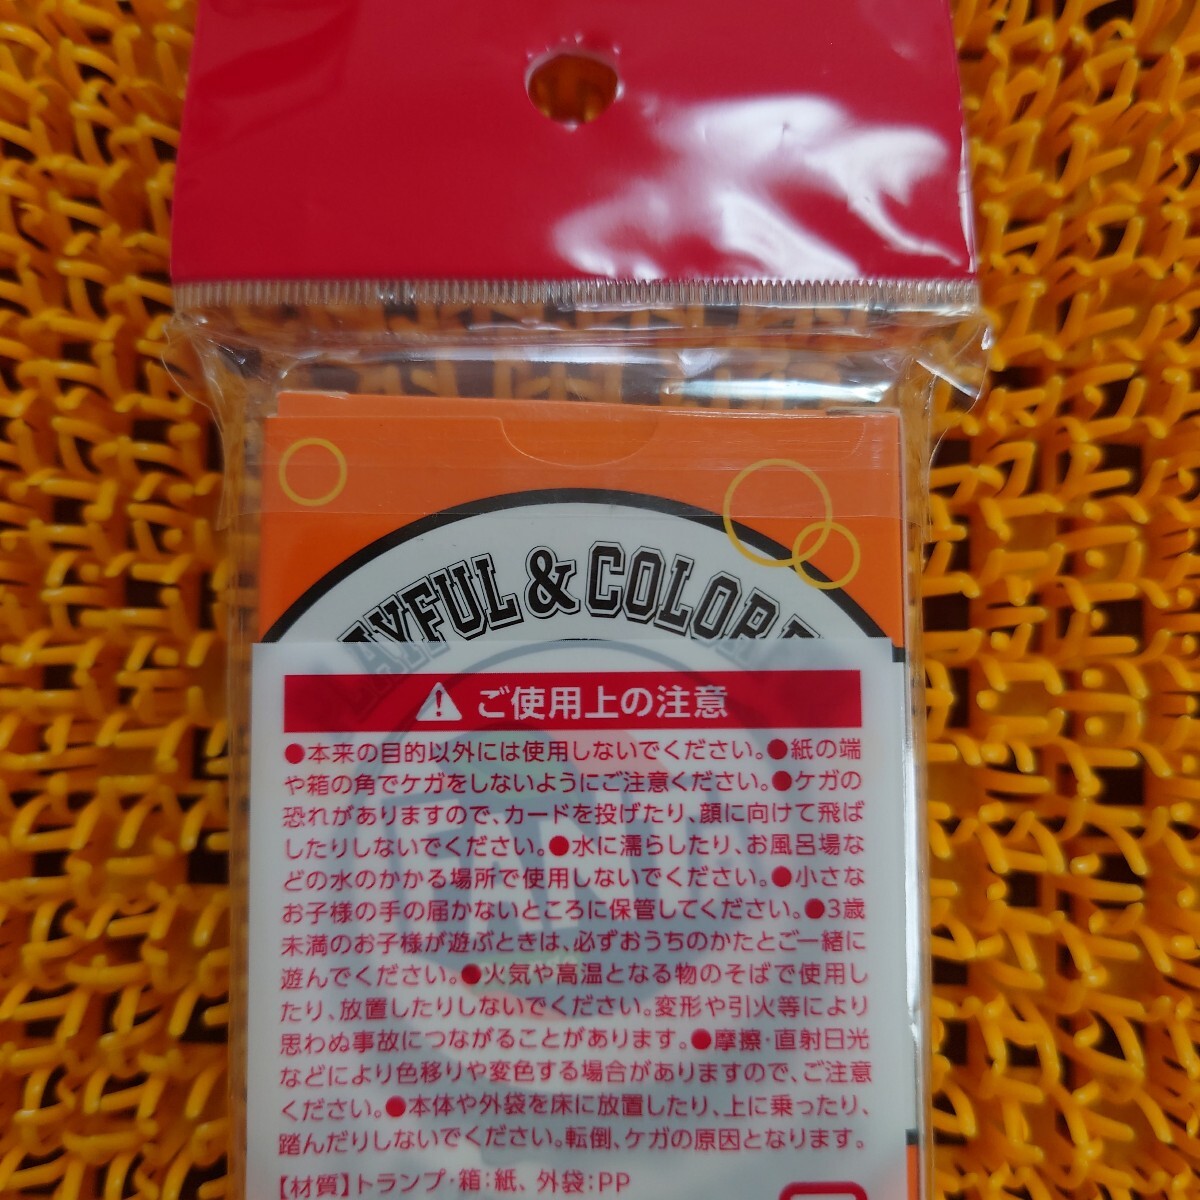 LAYFUL & COLOR
ご使用上の注意
●本来の目的以外には使用しないでください。●紙の端
や箱の角でケガをしないようにご注意ください。●ケガの
恐れがありますので、カードを投げたり、顔に向けて飛ば
したりしないでください。●水に濡らしたり、お風呂場な
どの水のかかる場所で使用しないでください。●小さな
お子様の手の届かないところに保管してください。●3歳
未満のお子様が遊ぶときは、必ずおうちのかたとご一緒に
遊んでください。●火気や高温となる物のそばで使用し
たり、放置したりしないでください。変形や引火等により
思わぬ事故につながることがあります。●摩擦・直射日光
などにより色移りや変色する場合がありますので、ご注意
ください。●本体や外袋を床に放置したり、上に乗ったり、
踏んだりしないでください。転倒、ケガの原因となります。
【材質】トランプ・箱:紙、外袋:PP